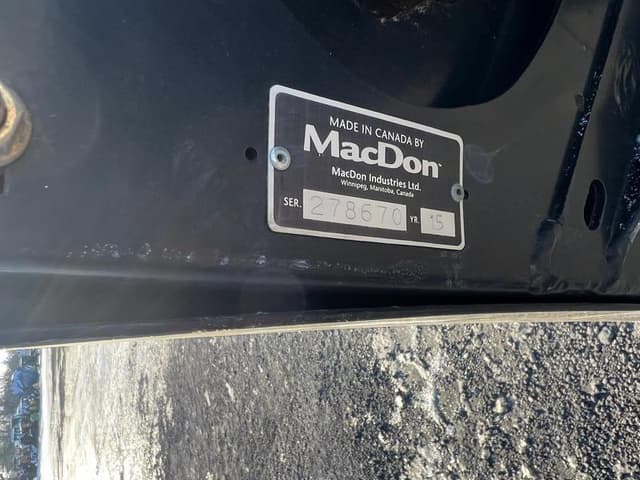 MADE IN CANADA BY
MacDon
MacDon Industries Ltd.
Winnipeg, Manitoba, Canada
SER. 278670 YR. 15